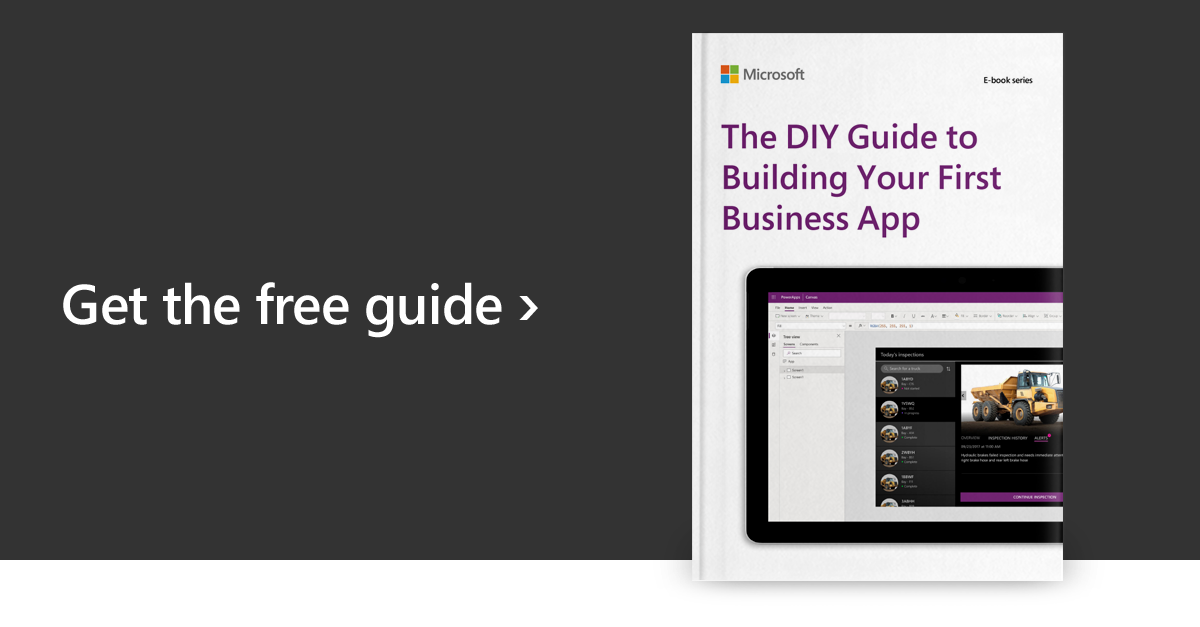 Microsoft
E-book series
The DIY Guide to
Building Your First
Business App
Get the free guide ›
PowerApps | Canvas
File Home Insert View Action
Tree view
Screens Components
Search
App
Screen1
Today's inspections
Search for a truck
OVERVIEW INSPECTION HISTORY ALERTS
Hydraulic brakes failed inspection and needs immediate
right brake hose and rear left brake hose
CONTINUE INSPECTION